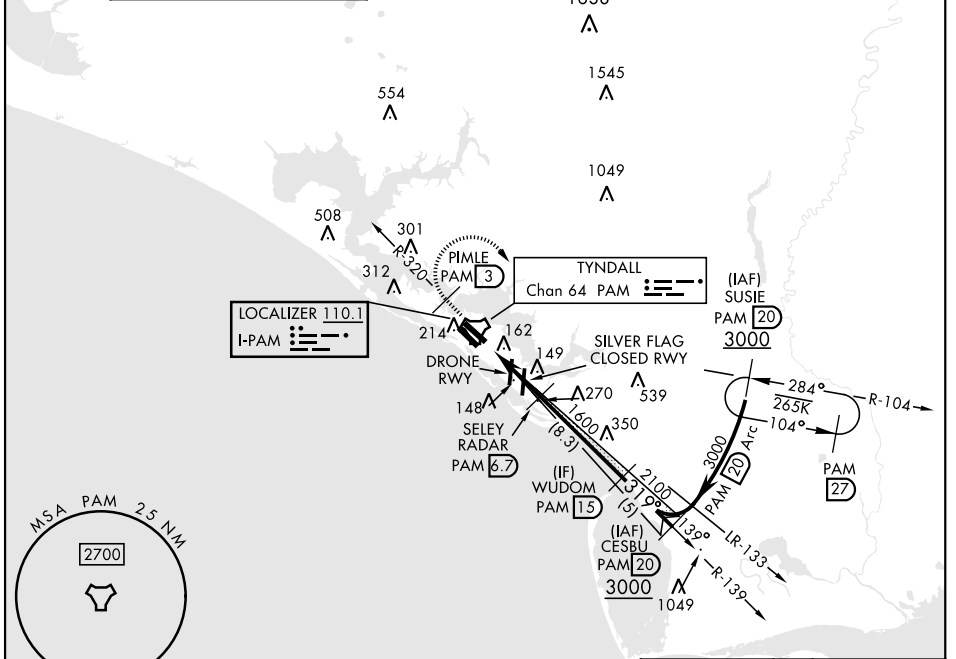 1545
554
1049
508
301
R-320
312
PIMLE
PAM 3
TYNDALL
Chan 64 PAM
(IAF)
SUSIE
PAM 20
3000
LOCALIZER 110.1
I-PAM
214
162
SILVER FLAG
CLOSED RWY
DRONE
RWY
149
539
284°
265K
R-104
104°
148
270
1600
350
SELEY
RADAR
PAM 6.7
(8.3)
3000
PAM 20 Arc
PAM
27
(IF)
WUDOM
PAM 15
2100
319°
(5)
139°
LR-133
(IAF)
CESBU
PAM 20
3000
1049
R-139
MSA PAM 25 NM
2700